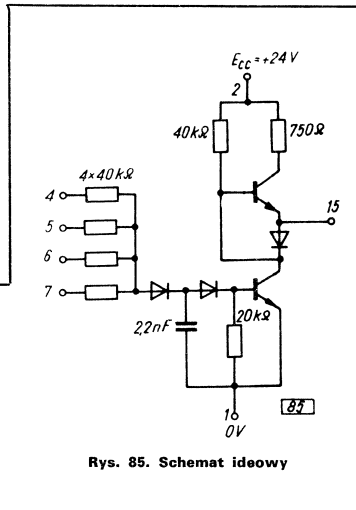 E_CC=+24V
2
40kΩ
750Ω
4×40kΩ
4
15
5
6
7
2,2nF
20kΩ
1
0V
85
Rys. 85. Schemat ideowy